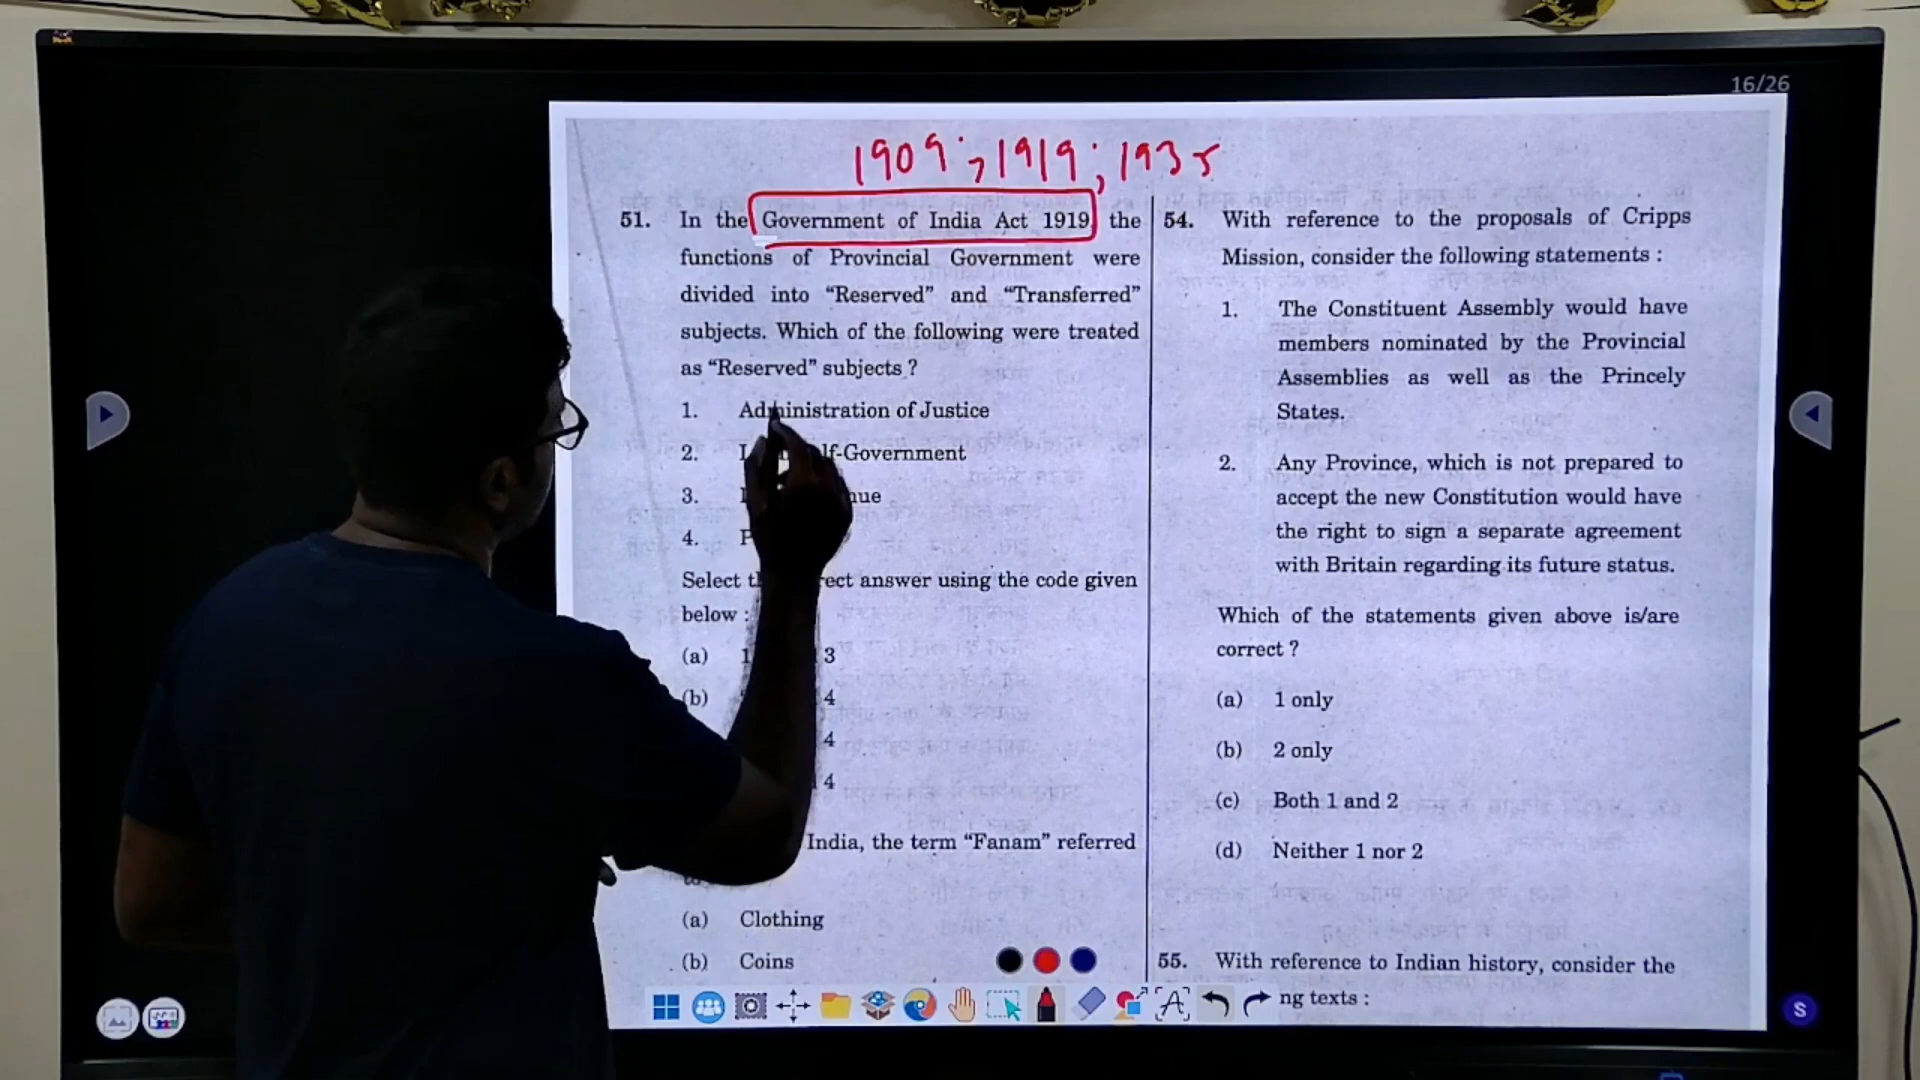 16/26
1909 ; 1919 ; 1935
51. In the Government of India Act 1919 the
functions of Provincial Government were
divided into “Reserved” and “Transferred”
subjects. Which of the following were treated
as “Reserved” subjects ?
1. Administration of Justice
2. lf-Government
3.
4.
Select answer using the code given
below :
(a) 1 3
(b) 4
4
4
India, the term “Fanam” referred
(a) Clothing
(b) Coins
54. With reference to the proposals of Cripps
Mission, consider the following statements :
1. The Constituent Assembly would have
members nominated by the Provincial
Assemblies as well as the Princely
States.
2. Any Province, which is not prepared to
accept the new Constitution would have
the right to sign a separate agreement
with Britain regarding its future status.
Which of the statements given above is/are
correct ?
(a) 1 only
(b) 2 only
(c) Both 1 and 2
(d) Neither 1 nor 2
55. With reference to Indian history, consider the
ng texts :
S